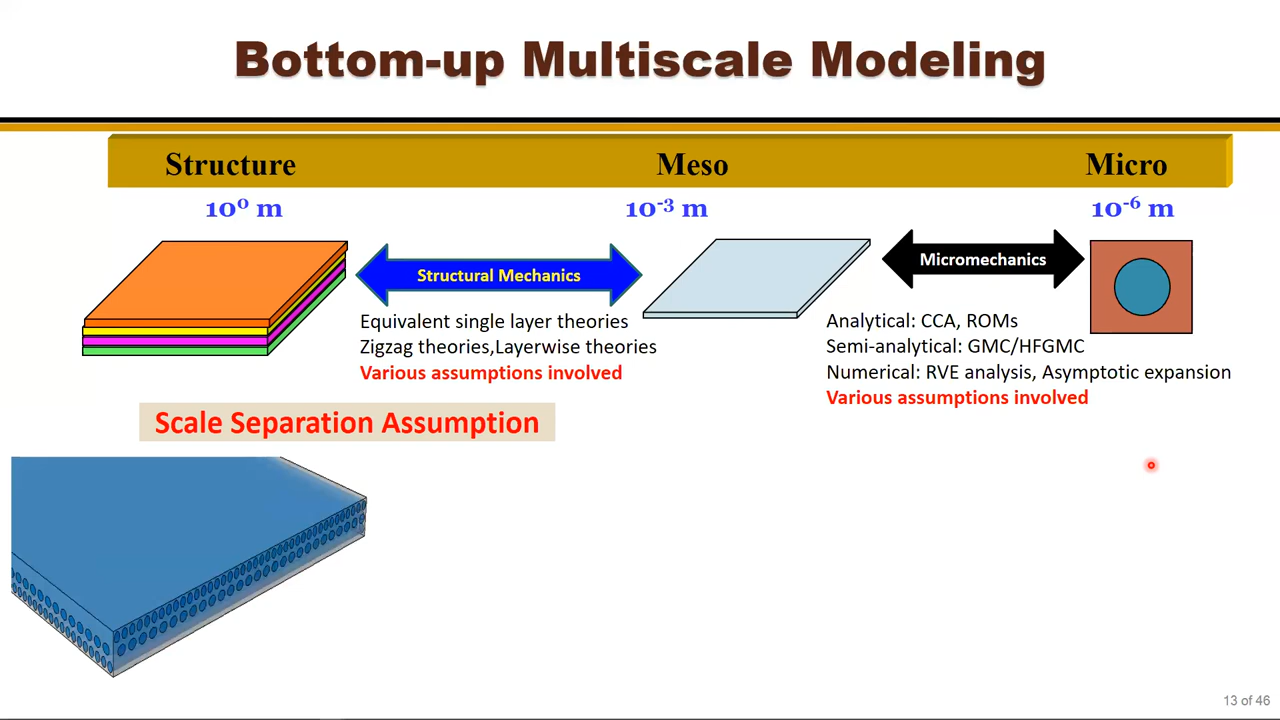 Bottom-up Multiscale Modeling
Structure Meso Micro
10⁰ m 10⁻³ m 10⁻⁶ m
Structural Mechanics
Micromechanics
Equivalent single layer theories
Zigzag theories,Layerwise theories
Various assumptions involved
Analytical: CCA, ROMs
Semi-analytical: GMC/HFGMC
Numerical: RVE analysis, Asymptotic expansion
Various assumptions involved
Scale Separation Assumption
13 of 46